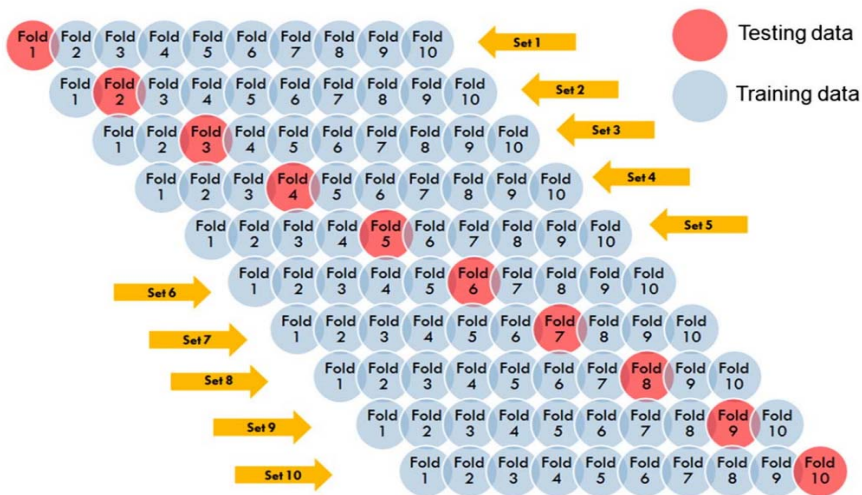 Fold 1 Fold 2 Fold 3 Fold 4 Fold 5 Fold 6 Fold 7 Fold 8 Fold 9 Fold 10 Set 1
Testing data
Fold 1 Fold 2 Fold 3 Fold 4 Fold 5 Fold 6 Fold 7 Fold 8 Fold 9 Fold 10 Set 2
Training data
Fold 1 Fold 2 Fold 3 Fold 4 Fold 5 Fold 6 Fold 7 Fold 8 Fold 9 Fold 10 Set 3
Fold 1 Fold 2 Fold 3 Fold 4 Fold 5 Fold 6 Fold 7 Fold 8 Fold 9 Fold 10 Set 4
Fold 1 Fold 2 Fold 3 Fold 4 Fold 5 Fold 6 Fold 7 Fold 8 Fold 9 Fold 10 Set 5
Set 6 Fold 1 Fold 2 Fold 3 Fold 4 Fold 5 Fold 6 Fold 7 Fold 8 Fold 9 Fold 10
Set 7 Fold 1 Fold 2 Fold 3 Fold 4 Fold 5 Fold 6 Fold 7 Fold 8 Fold 9 Fold 10
Set 8 Fold 1 Fold 2 Fold 3 Fold 4 Fold 5 Fold 6 Fold 7 Fold 8 Fold 9 Fold 10
Set 9 Fold 1 Fold 2 Fold 3 Fold 4 Fold 5 Fold 6 Fold 7 Fold 8 Fold 9 Fold 10
Set 10 Fold 1 Fold 2 Fold 3 Fold 4 Fold 5 Fold 6 Fold 7 Fold 8 Fold 9 Fold 10